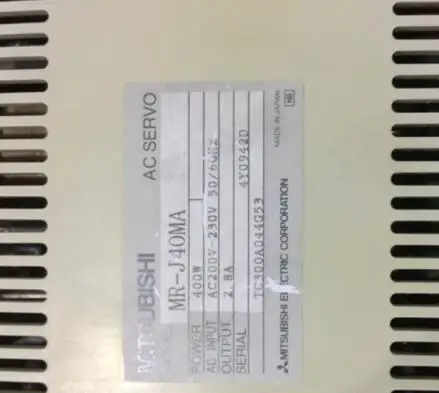 MITSUBISHI AC SERVO
MR-J40MA
POWER 400W
AC INPUT AC200V-230V 50/60Hz
OUTPUT 2.8A
SERIAL 4Y0942D
TC300A044G53
MITSUBISHI ELECTRIC CORPORATION MADE IN JAPAN